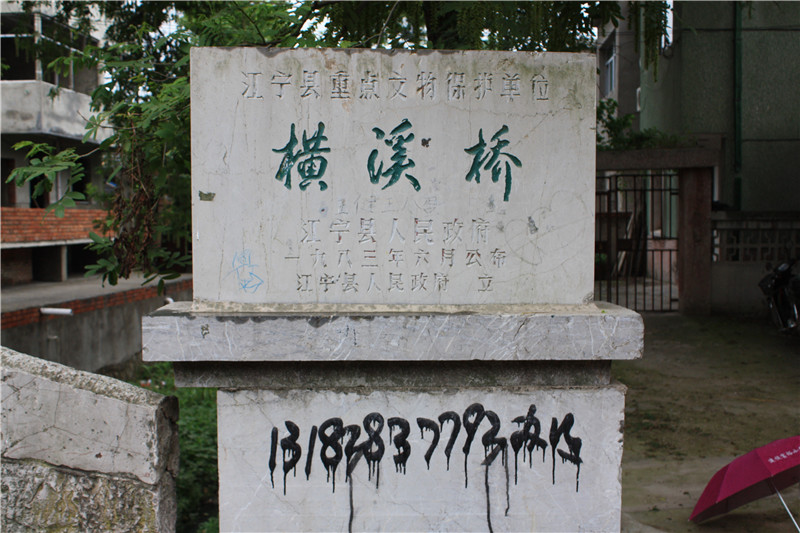 江宁县重点文物保护单位
横溪桥
江宁县人民政府
一九八三年六月公布
江宁县人民政府 立
13182837793办证